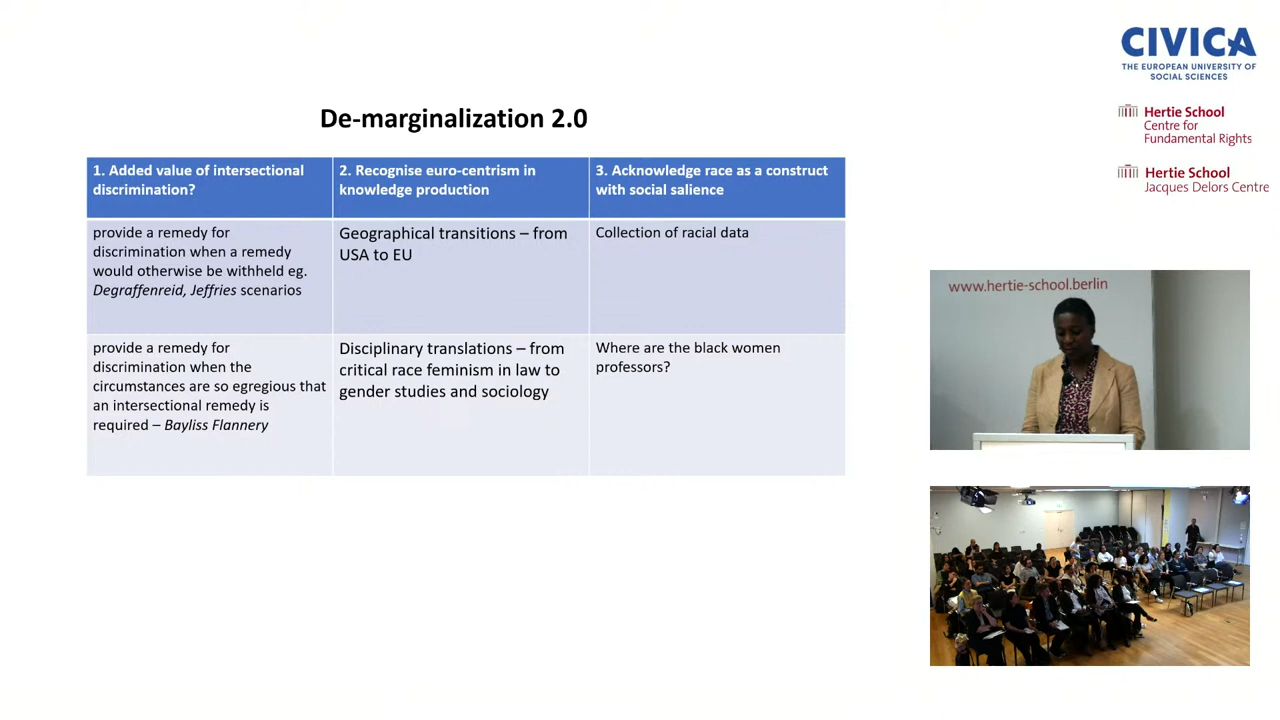 CIVICA
THE EUROPEAN UNIVERSITY OF
SOCIAL SCIENCES
Hertie School
Centre for
Fundamental Rights
Hertie School
Jacques Delors Centre
De-marginalization 2.0
1. Added value of intersectional
discrimination?
2. Recognise euro-centrism in
knowledge production
3. Acknowledge race as a construct
with social salience
provide a remedy for
discrimination when a remedy
would otherwise be withheld eg.
Degraffenreid, Jeffries scenarios
Geographical transitions – from
USA to EU
Collection of racial data
provide a remedy for
discrimination when the
circumstances are so egregious that
an intersectional remedy is
required – Bayliss Flannery
Disciplinary translations – from
critical race feminism in law to
gender studies and sociology
Where are the black women
professors?
www.hertie-school.berlin